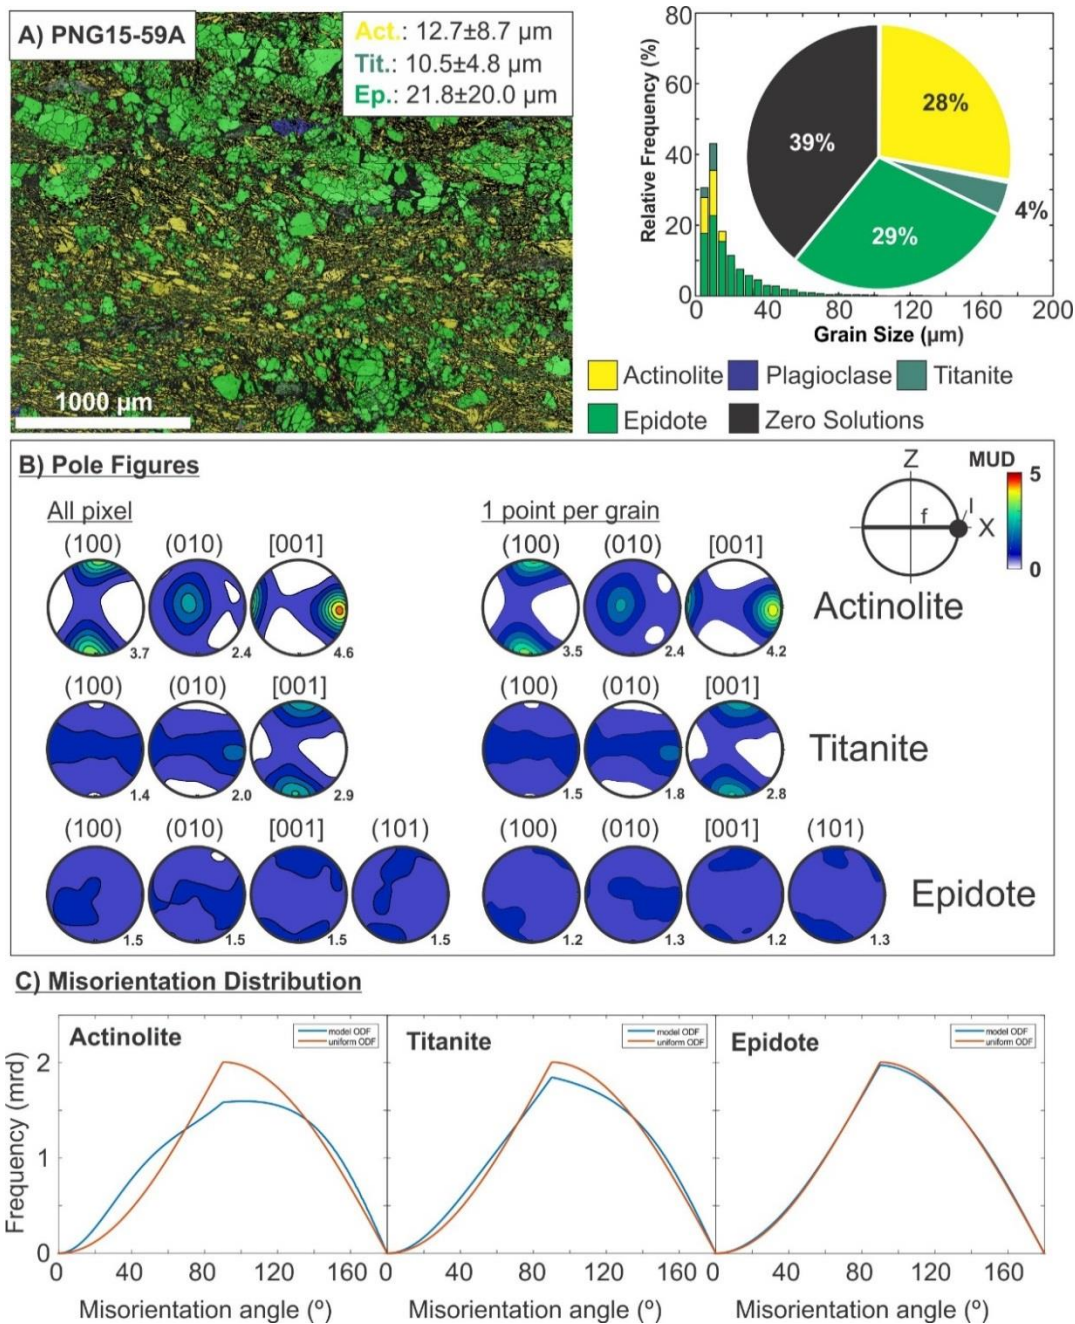 A) PNG15-59A
Act.: 12.7±8.7 µm
Tit.: 10.5±4.8 µm
Ep.: 21.8±20.0 µm
1000 µm
Relative Frequency (%)
80
60
40
20
0
28%
39%
4%
29%
0 40 80 120 160 200
Grain Size (µm)
Actinolite Plagioclase Titanite
Epidote Zero Solutions
B) Pole Figures
All pixel
1 point per grain
Z
f
l
X
MUD
5
0
(100) (010) [001] (100) (010) [001]
Actinolite
3.7 2.4 4.6 3.5 2.4 4.2
(100) (010) [001] (100) (010) [001]
Titanite
1.4 2.0 2.9 1.5 1.8 2.8
(100) (010) [001] (101) (100) (010) [001] (101)
Epidote
1.5 1.5 1.5 1.5 1.2 1.3 1.2 1.3
C) Misorientation Distribution
Frequency (mrd)
2
1
0
Actinolite
model ODF
uniform ODF
Titanite
model ODF
uniform ODF
Epidote
model ODF
uniform ODF
0 40 80 120 160 0 40 80 120 160 0 40 80 120 160
Misorientation angle (º) Misorientation angle (º) Misorientation angle (º)